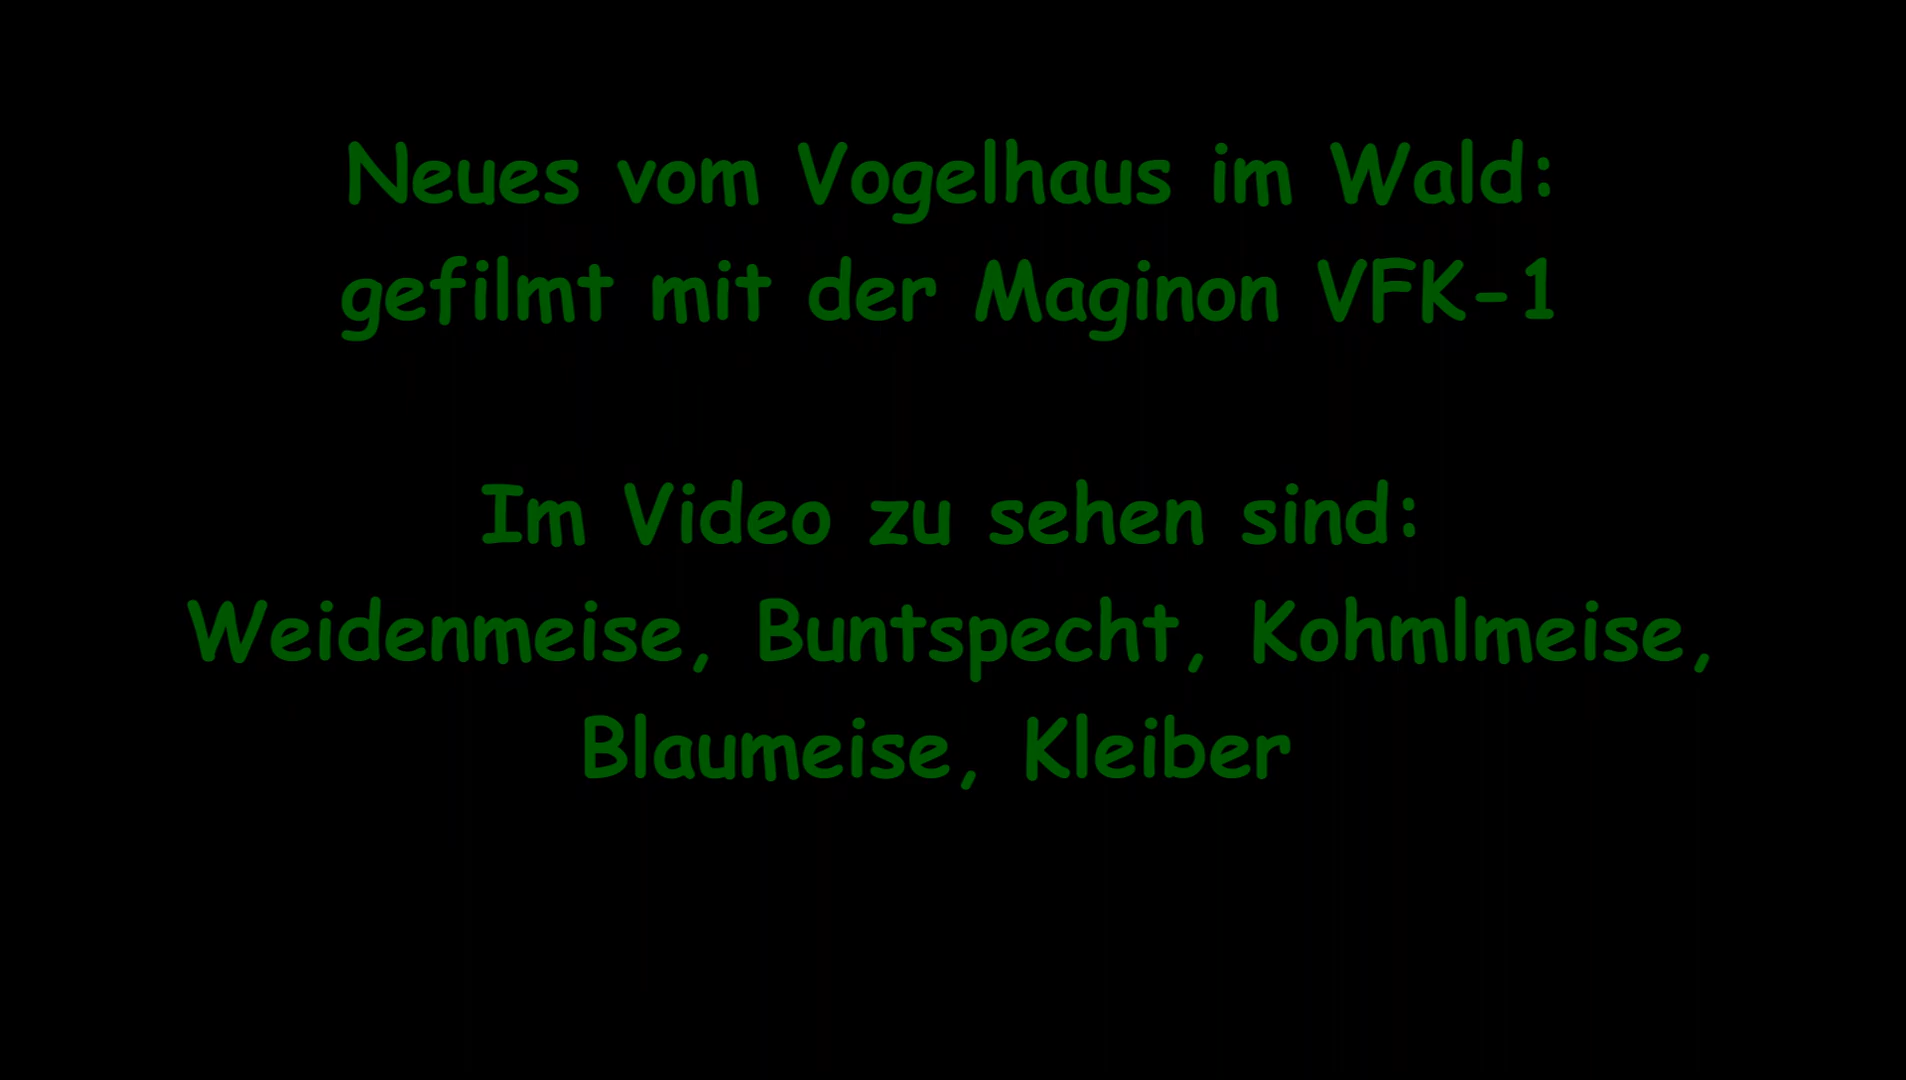 Neues vom Vogelhaus im Wald:
gefilmt mit der Maginon VFK-1
Im Video zu sehen sind:
Weidenmeise, Buntspecht, Kohmlmeise,
Blaumeise, Kleiber